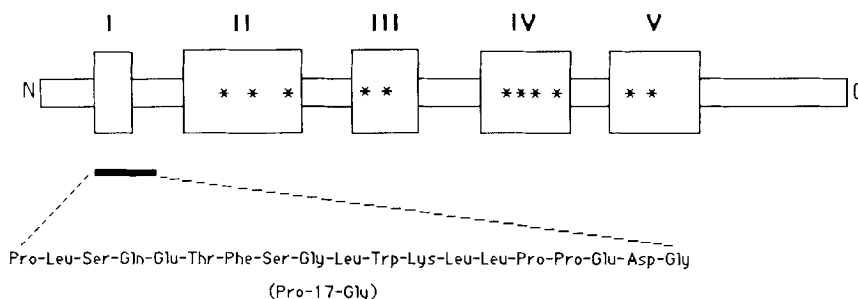 I II III IV V
N * * * * * * * * * * * C
Pro-Leu-Ser-Gln-Glu-Thr-Phe-Ser-Gly-Leu-Trp-Lys-Leu-Leu-Pro-Pro-Glu-Asp-Gly
(Pro-17-Gly)